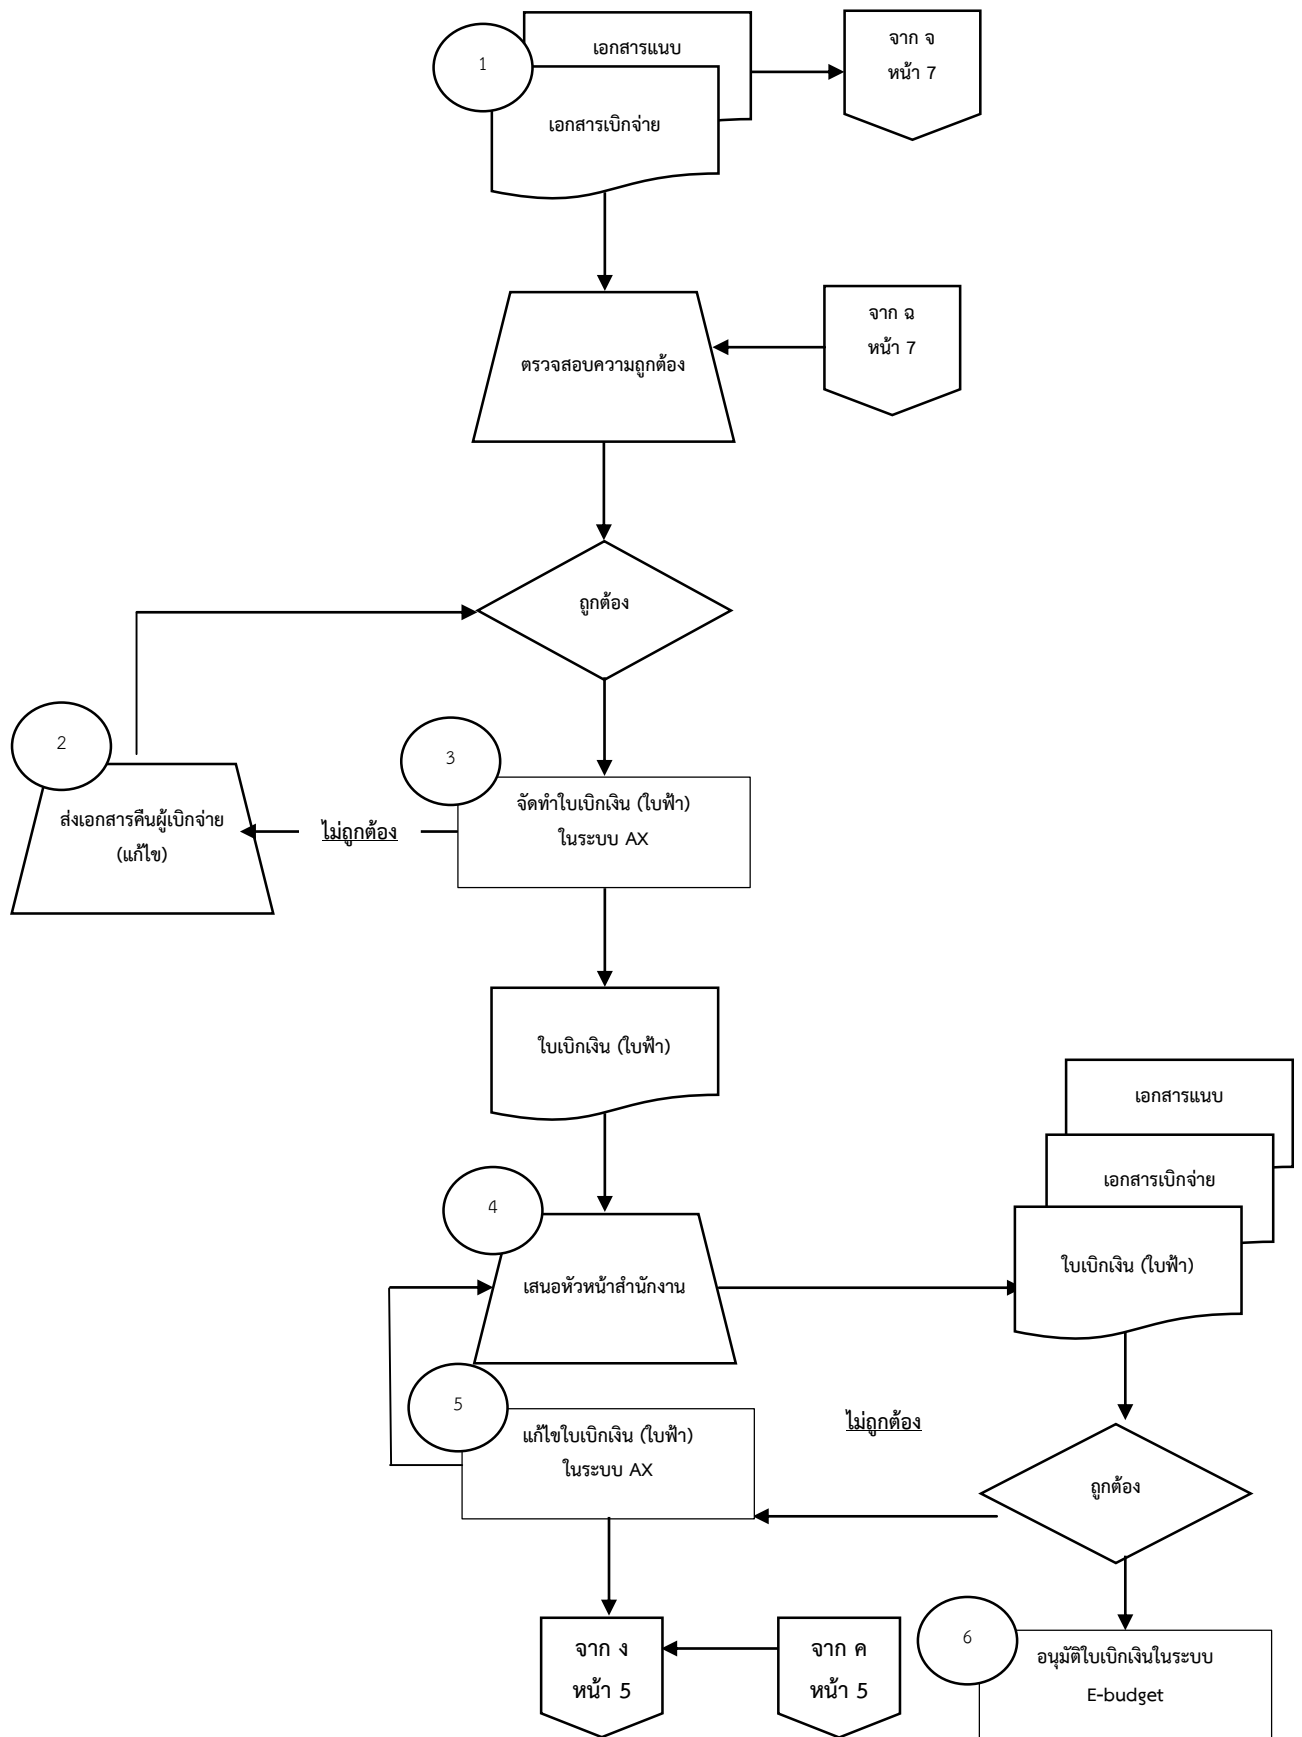 เอกสารแนบ
จาก จ
หน้า 7
1
เอกสารเบิกจ่าย
จาก ฉ
หน้า 7
ตรวจสอบความถูกต้อง
ถูกต้อง
2
3
ส่งเอกสารคืนผู้เบิกจ่าย
(แก้ไข)
ไม่ถูกต้อง
จัดทำใบเบิกเงิน (ใบฟ้า)
ในระบบ AX
ใบเบิกเงิน (ใบฟ้า)
เอกสารแนบ
เอกสารเบิกจ่าย
ใบเบิกเงิน (ใบฟ้า)
4
เสนอหัวหน้าสำนักงาน
5
แก้ไขใบเบิกเงิน (ใบฟ้า)
ในระบบ AX
ไม่ถูกต้อง
ถูกต้อง
จาก ง
หน้า 5
จาก ค
หน้า 5
6
อนุมัติใบเบิกเงินในระบบ
E-budget